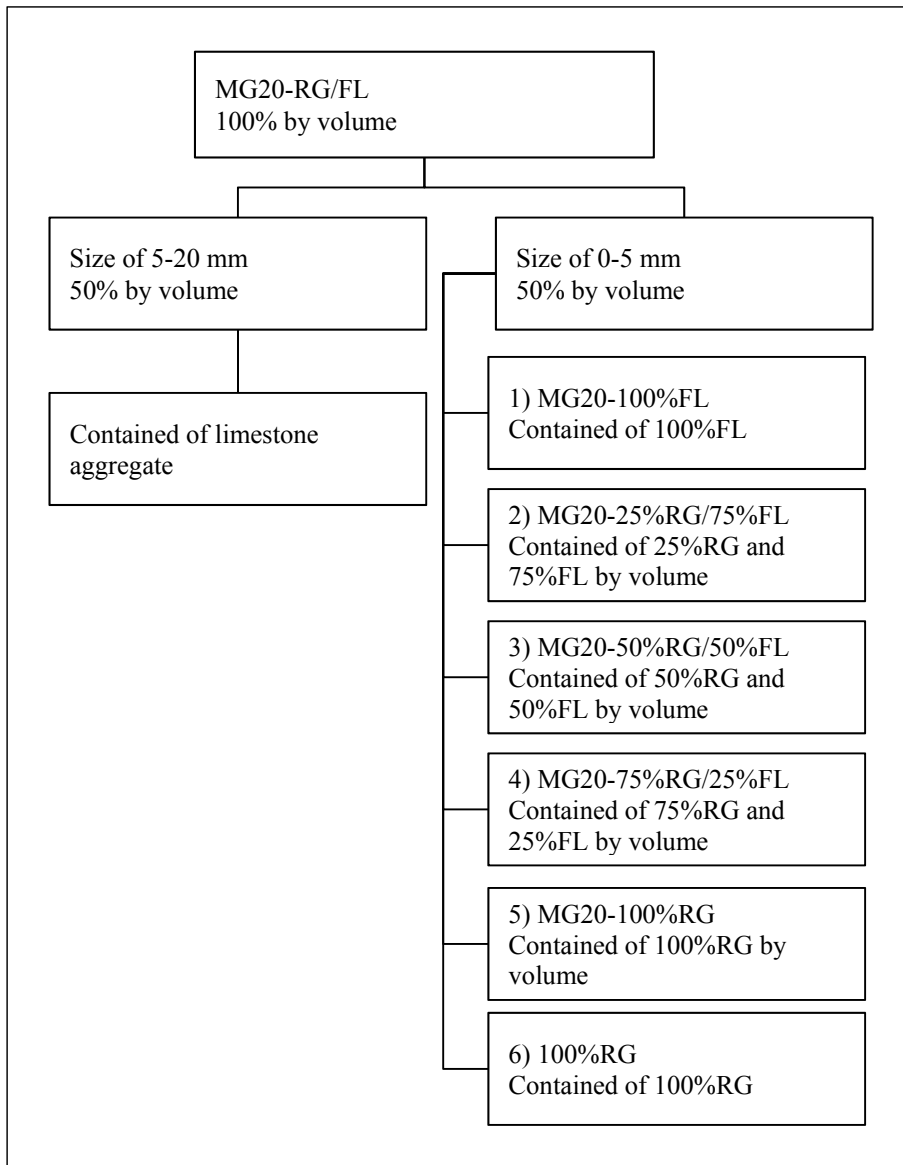 MG20-RG/FL
100% by volume
Size of 5-20 mm
50% by volume
Contained of limestone
aggregate
Size of 0-5 mm
50% by volume
1) MG20-100%FL
Contained of 100%FL
2) MG20-25%RG/75%FL
Contained of 25%RG and
75%FL by volume
3) MG20-50%RG/50%FL
Contained of 50%RG and
50%FL by volume
4) MG20-75%RG/25%FL
Contained of 75%RG and
25%FL by volume
5) MG20-100%RG
Contained of 100%RG by
volume
6) 100%RG
Contained of 100%RG